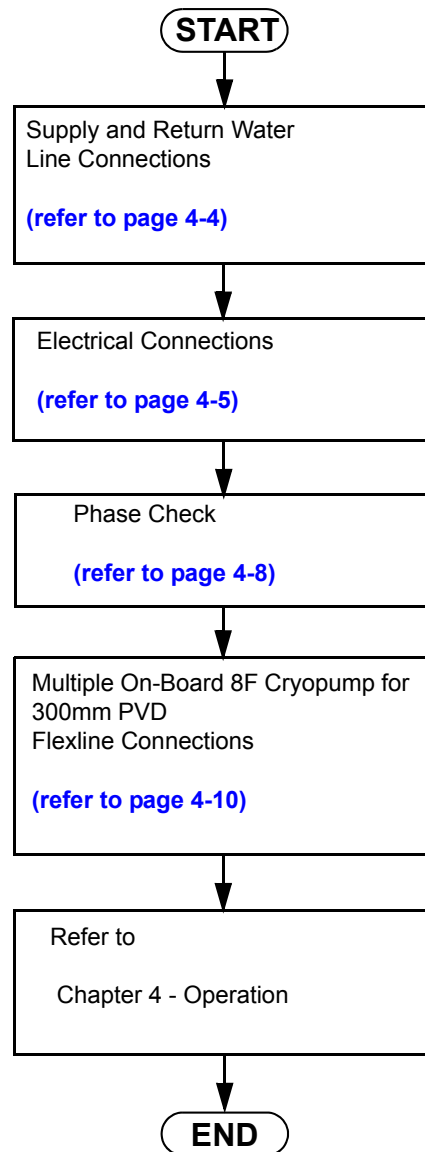 START
Supply and Return Water
Line Connections
(refer to page 4-4)
Electrical Connections
(refer to page 4-5)
Phase Check
(refer to page 4-8)
Multiple On-Board 8F Cryopump for
300mm PVD
Flexline Connections
(refer to page 4-10)
Refer to
Chapter 4 - Operation
END